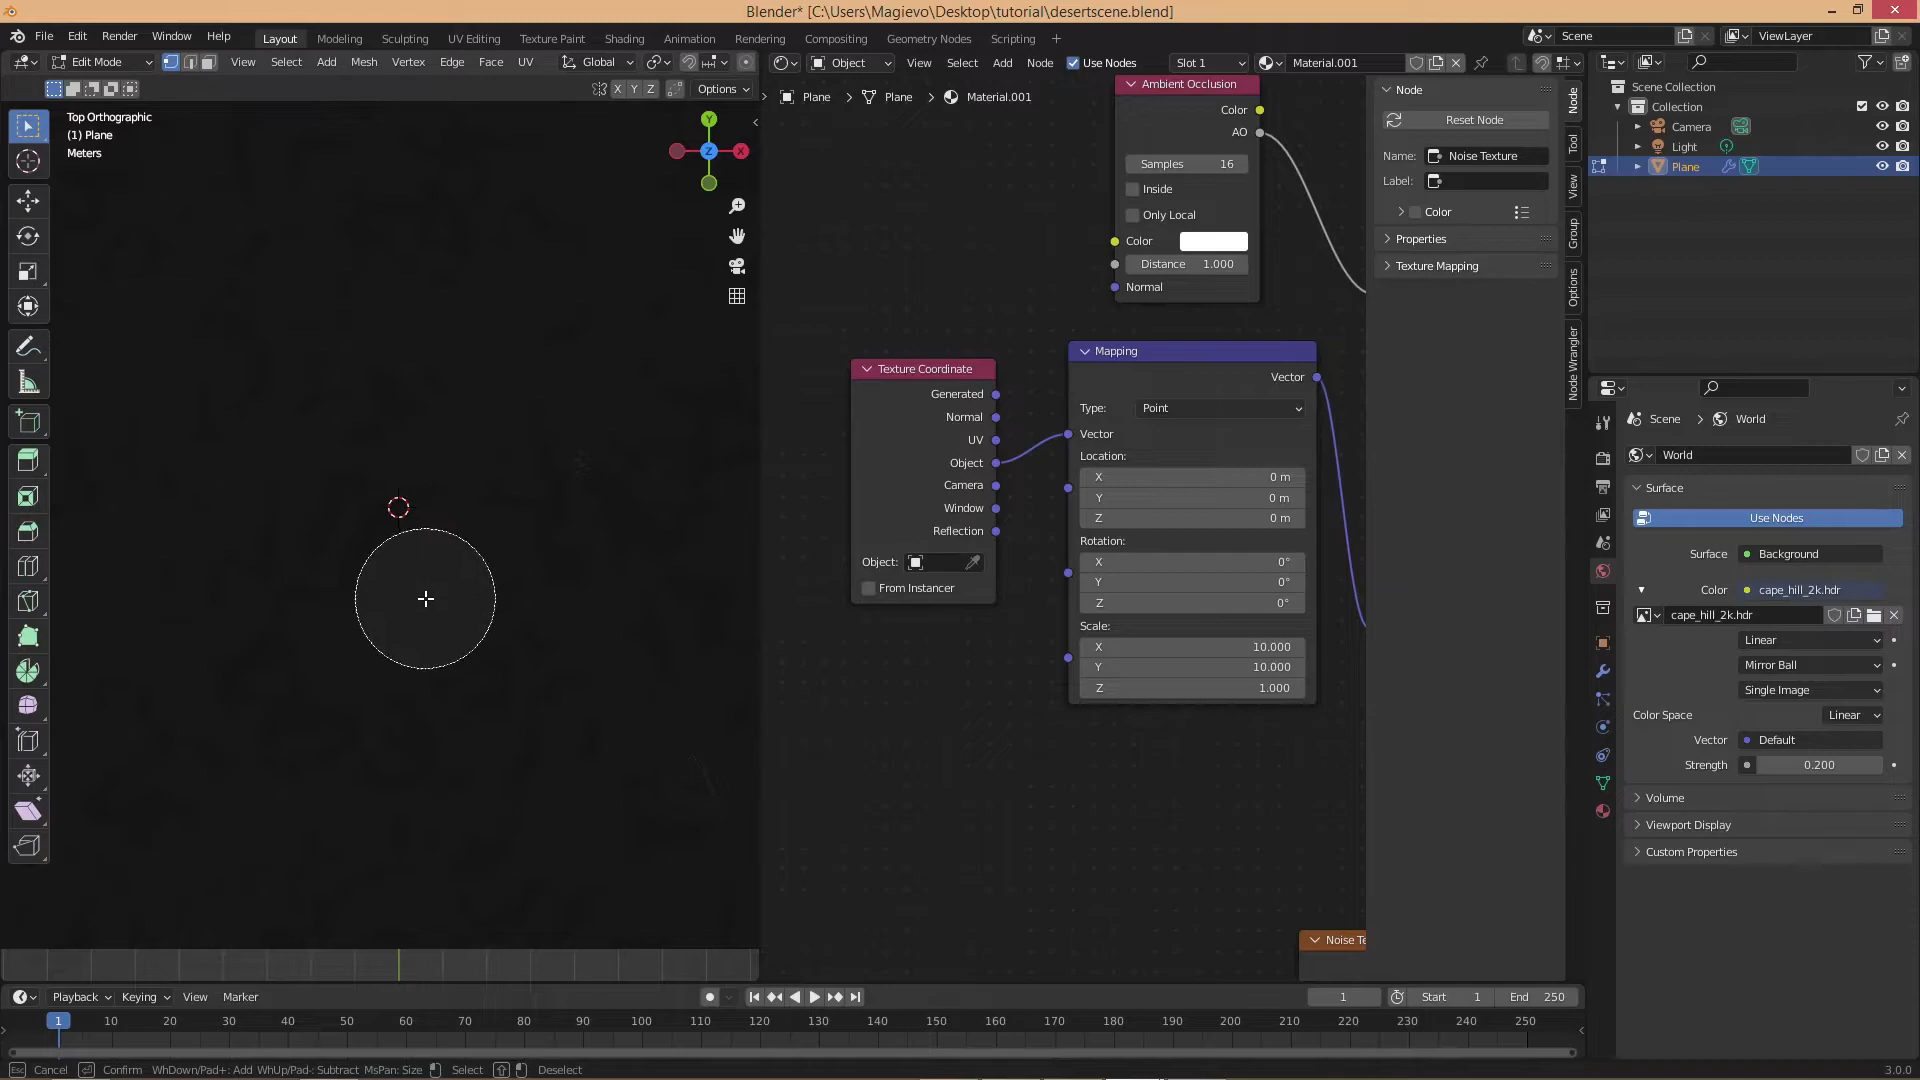 Blender* [C:\Users\Magievo\Desktop\tutorial\desertscene.blend]
File Edit Render Window Help
Layout Modeling Sculpting UV Editing Texture Paint Shading Animation Rendering Compositing Geometry Nodes Scripting +
Scene
ViewLayer
Edit Mode
View Select Add Mesh Vertex Edge Face UV
Global
X Y Z
Options
Top Orthographic
(1) Plane
Meters
Y
Z
X
Object
View Select Add Node
Use Nodes
Slot 1
Material.001
Plane > Plane > Material.001
Ambient Occlusion
Color
AO
Samples 16
Inside
Only Local
Color
Distance 1.000
Normal
Texture Coordinate
Generated
Normal
UV
Object
Camera
Window
Reflection
Object:
From Instancer
Mapping
Vector
Type: Point
Vector
Location:
X 0 m
Y 0 m
Z 0 m
Rotation:
X 0°
Y 0°
Z 0°
Scale:
X 10.000
Y 10.000
Z 1.000
Noise Te
Node
Reset Node
Name: Noise Texture
Label:
Color
Properties
Texture Mapping
Node
Tool
View
Group
Options
Node Wrangler
Scene Collection
Collection
Camera
Light
Plane
Scene > World
World
Surface
Use Nodes
Surface Background
Color cape_hill_2k.hdr
cape_hill_2k.hdr
Linear
Mirror Ball
Single Image
Color Space Linear
Vector Default
Strength 0.200
Volume
Viewport Display
Custom Properties
Playback Keying View Marker
1
Start 1
End 250
1 10 20 30 40 50 60 70 80 90 100 110 120 130 140 150 160 170 180 190 200 210 220 230 240 250
Esc Cancel Confirm WhDown/Pad+: Add WhUp/Pad-: Subtract MsPan: Size Select Deselect
3.0.0